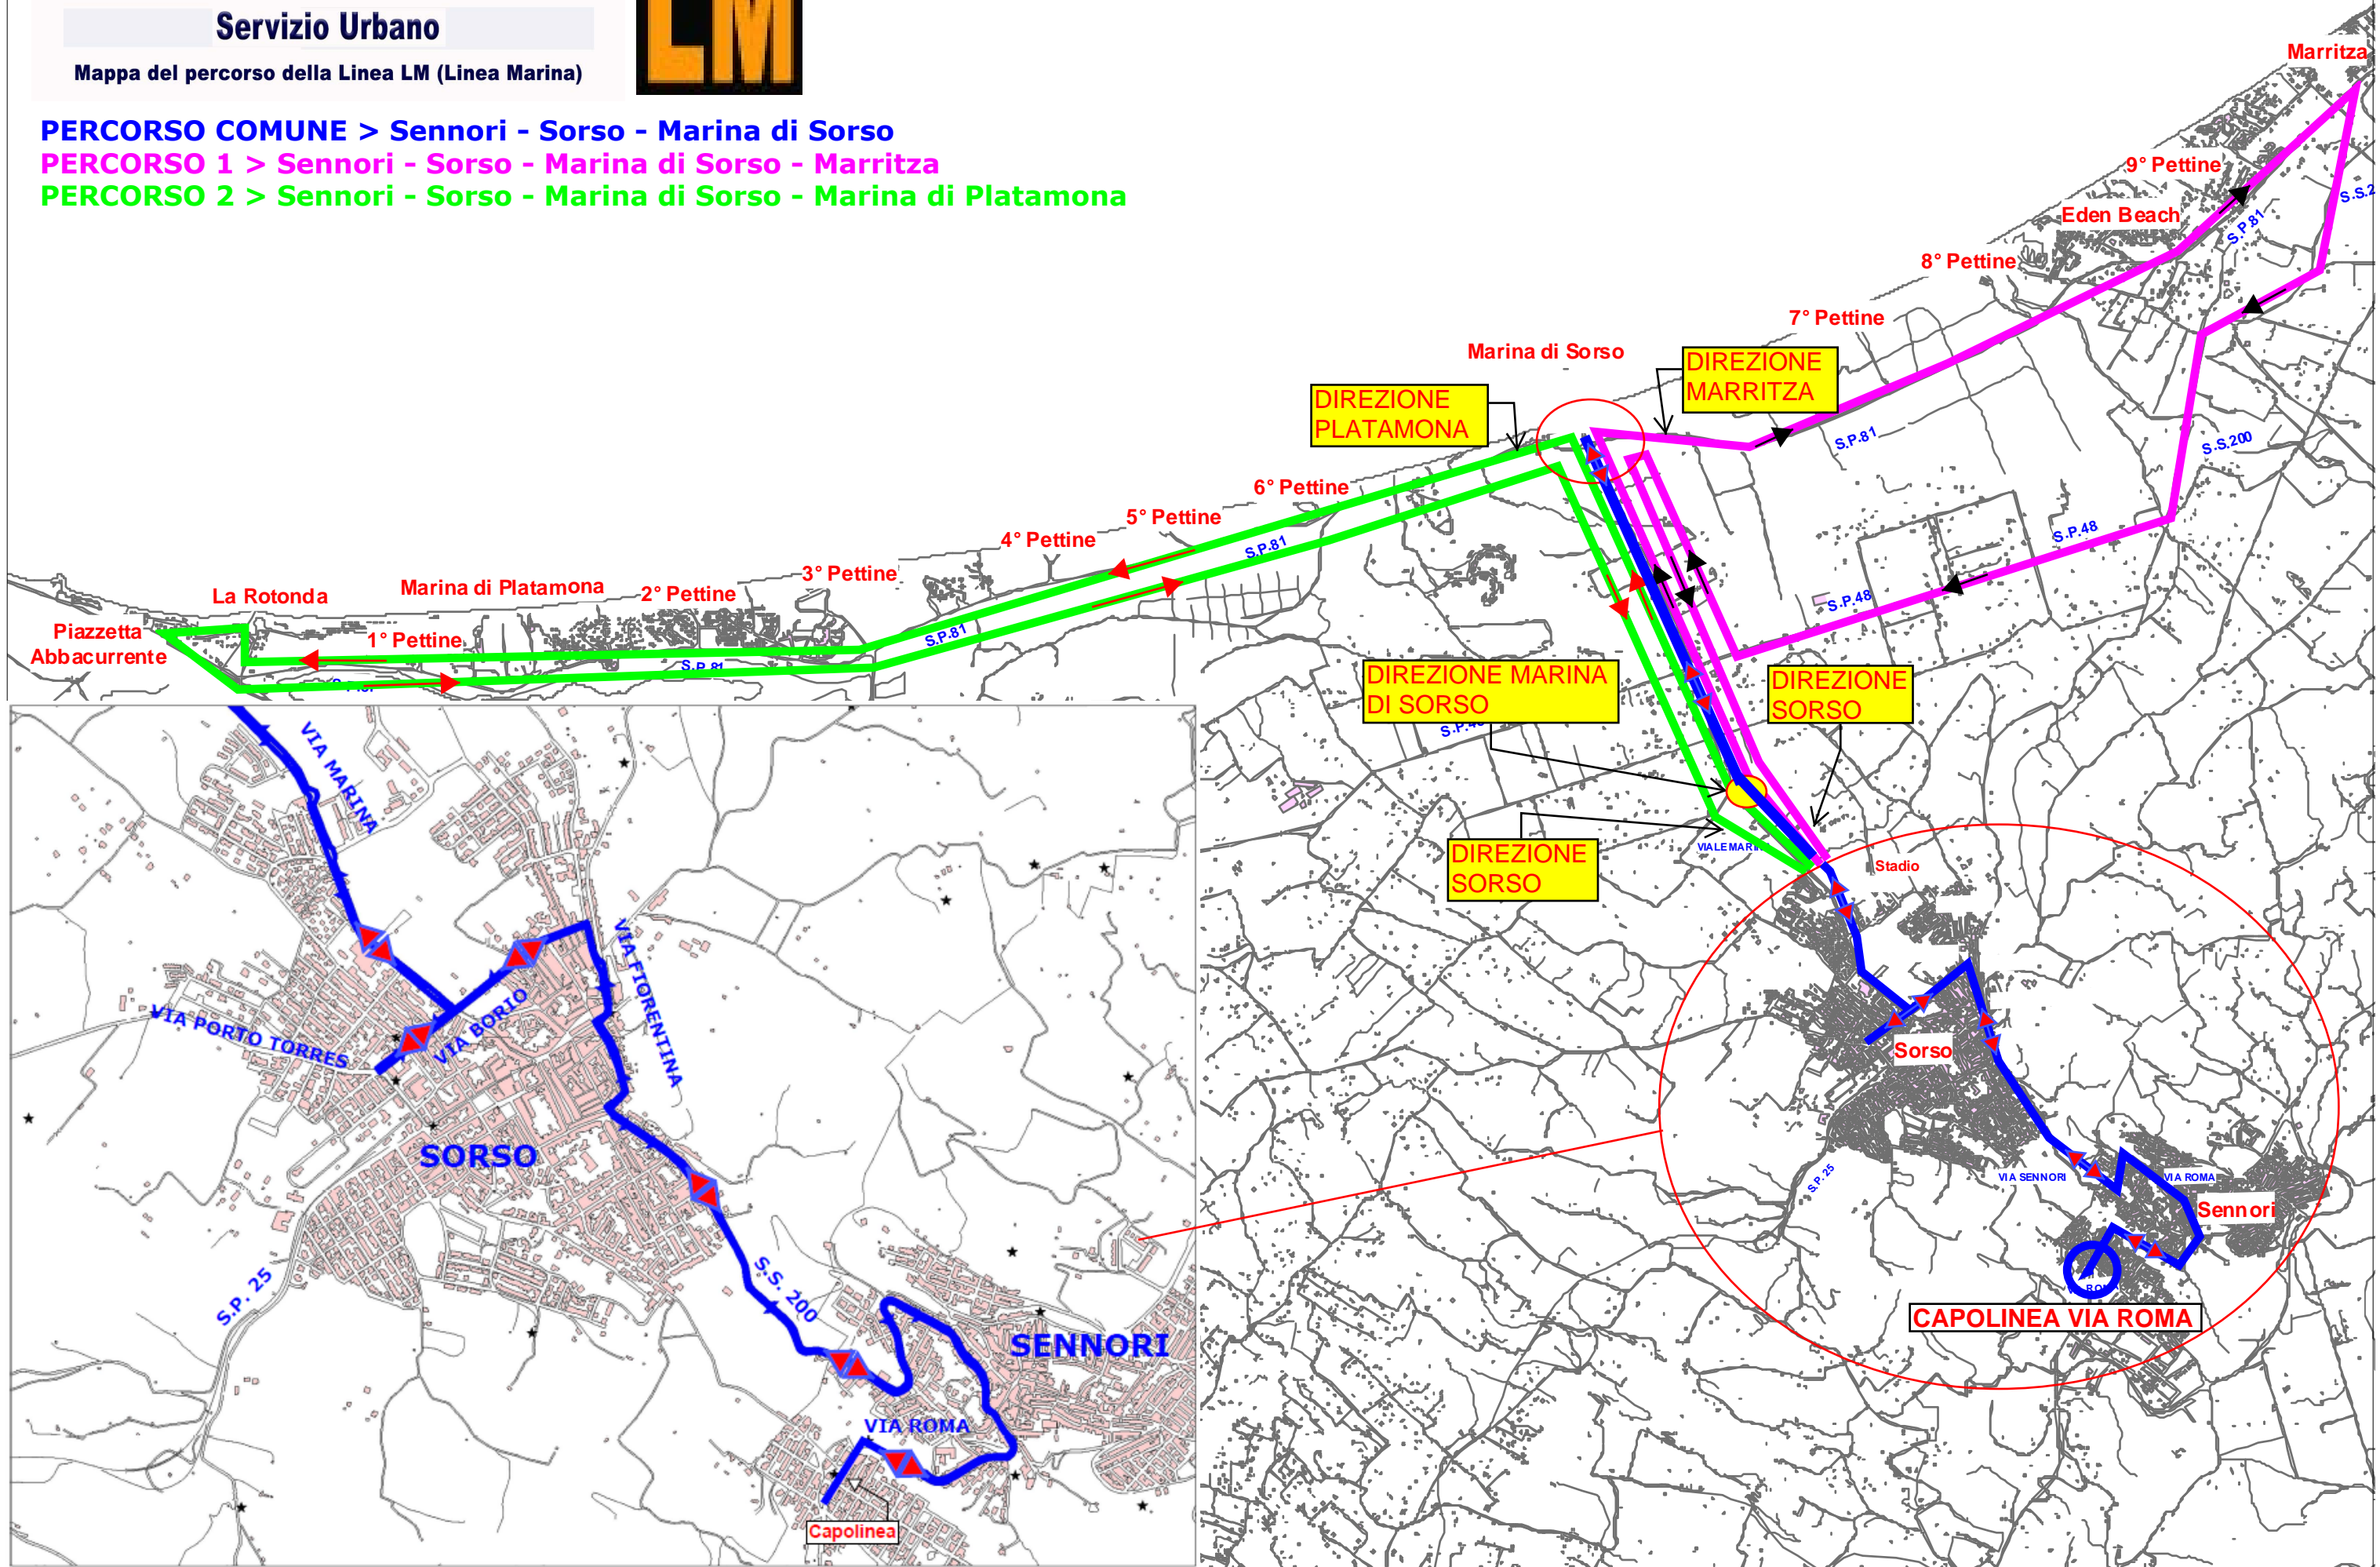 Servizio Urbano
LM
Mappa del percorso della Linea LM (Linea Marina)
PERCORSO COMUNE > Sennori - Sorso - Marina di Sorso
PERCORSO 1 > Sennori - Sorso - Marina di Sorso - Marritza
PERCORSO 2 > Sennori - Sorso - Marina di Sorso - Marina di Platamona
Marritza
9° Pettine
S.S.2
Eden Beach
S.P.81
8° Pettine
7° Pettine
Marina di Sorso
DIREZIONE
MARRITZA
DIREZIONE
PLATAMONA
S.P.81
S.S.200
6° Pettine
5° Pettine
4° Pettine
S.P.81
S.P.48
3° Pettine
Marina di Platamona
2° Pettine
La Rotonda
S.P.48
Piazzetta
Abbacurrente
1° Pettine
S.P.81
S.P.81
DIREZIONE MARINA
DI SORSO
DIREZIONE
SORSO
DIREZIONE
SORSO
VIALE MARINA
Stadio
Sorso
S.P. 25
VIA SENNORI
VIA ROMA
Sennori
CAPOLINEA VIA ROMA
VIA MARINA
VIA FIORENTINA
VIA BORIO
VIA PORTO TORRES
SORSO
S.P. 25
S.S. 200
SENNORI
VIA ROMA
Capolinea